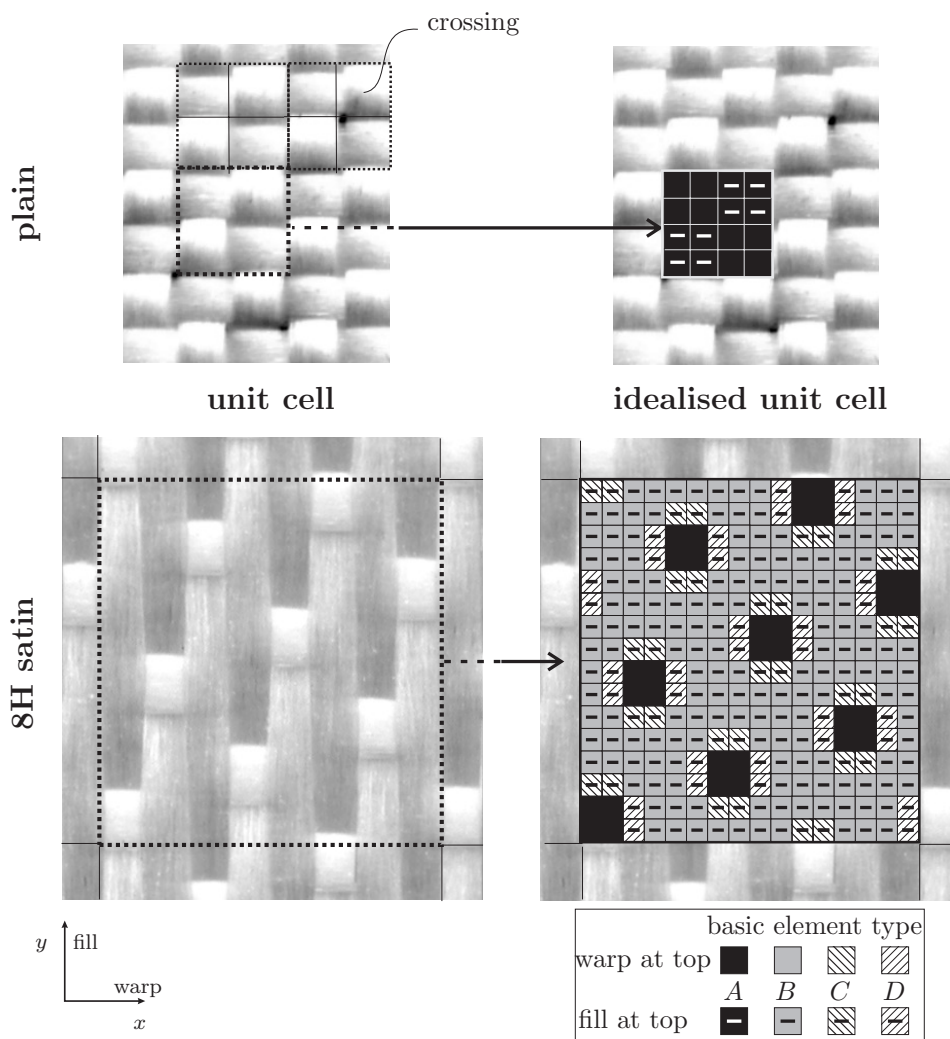 crossing
plain
unit cell
idealised unit cell
8H satin
y
fill
warp
x
basic element type
warp at top
A B C D
fill at top